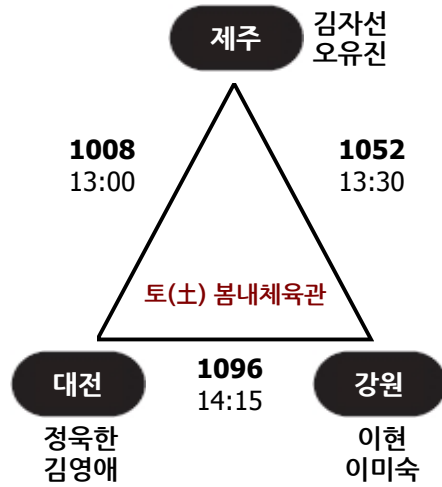 제주
김자선
오유진
1008
13:00
1052
13:30
토(土) 봄내체육관
대전
1096
14:15
강원
정욱한
김영애
이현
이미숙